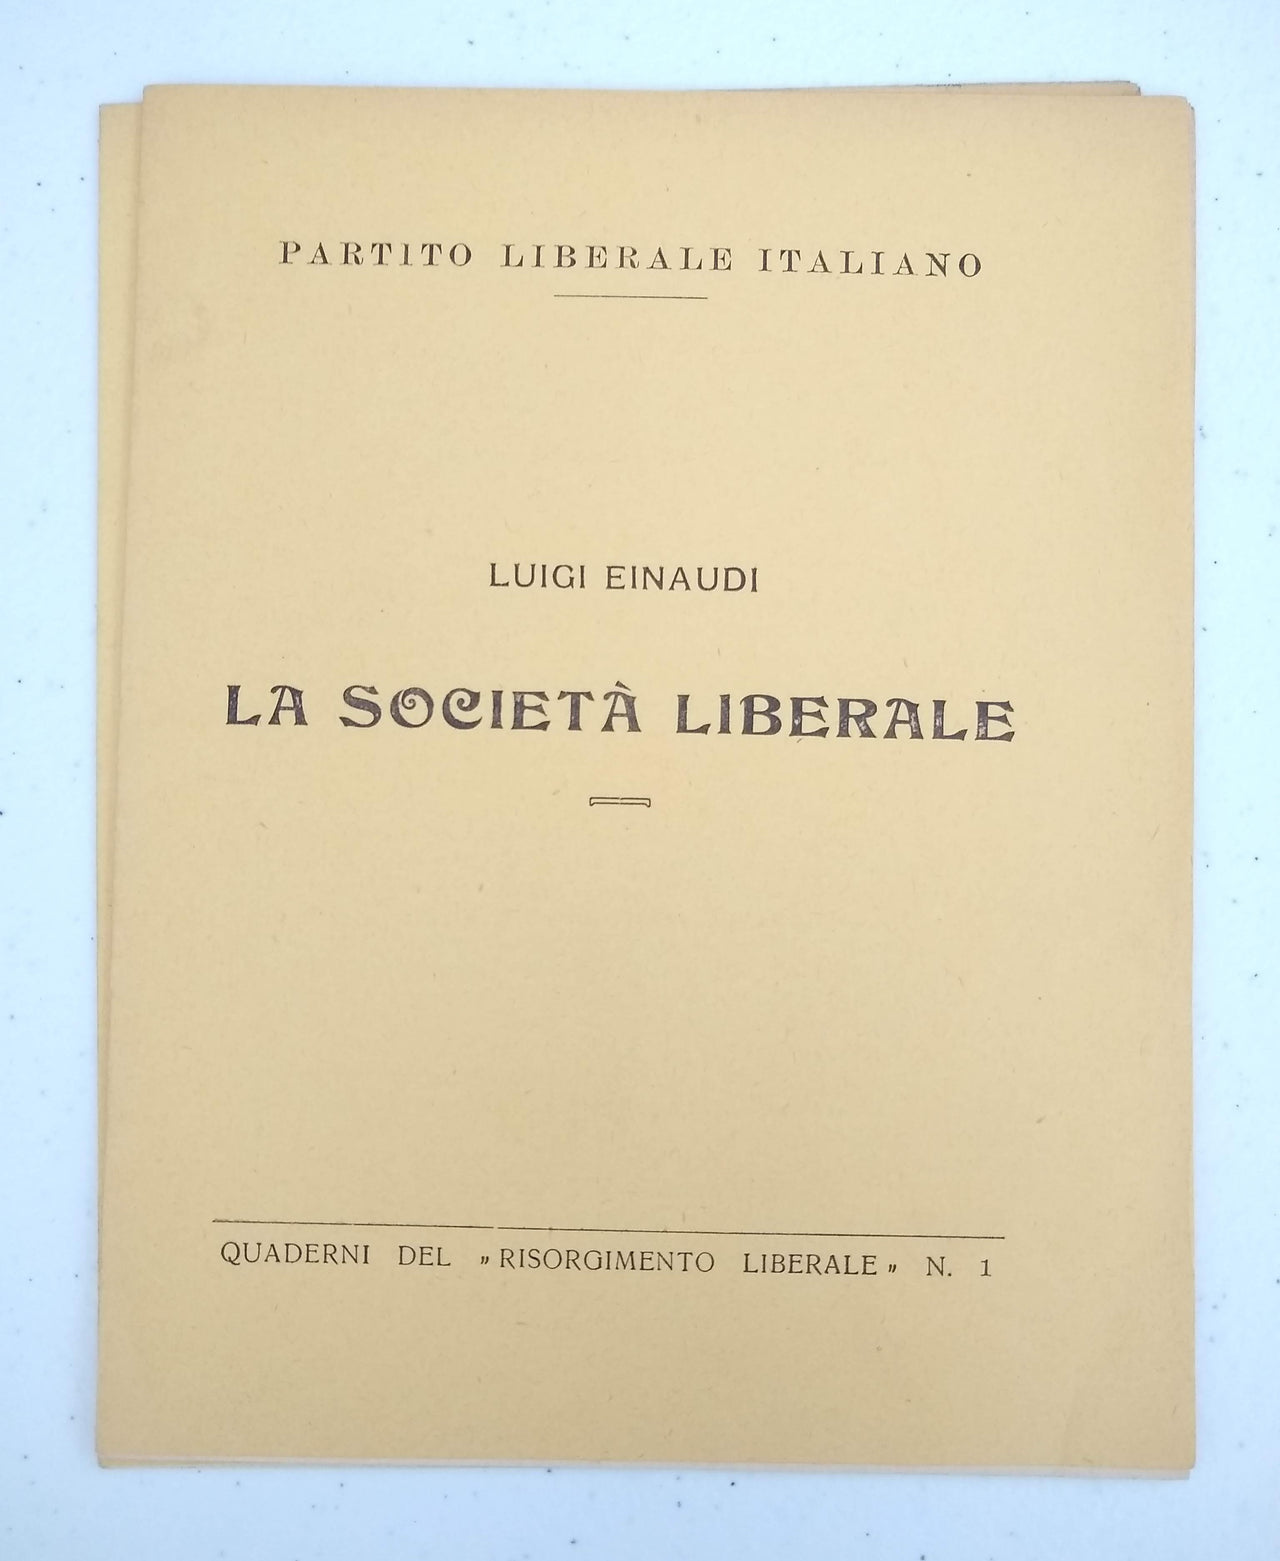 PARTITO LIBERALE ITALIANO
LUIGI EINAUDI
LA SOCIETÀ LIBERALE
QUADERNI DEL „ RISORGIMENTO LIBERALE „ N. 1